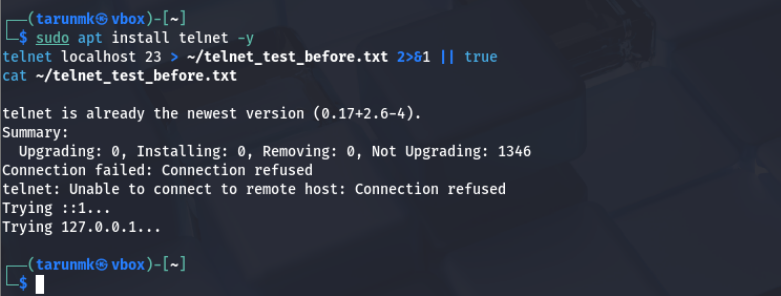 ┌──(tarunmk㉿vbox)-[~]
└─$ sudo apt install telnet -y
telnet localhost 23 > ~/telnet_test_before.txt 2>&1 || true
cat ~/telnet_test_before.txt
telnet is already the newest version (0.17+2.6-4).
Summary:
  Upgrading: 0, Installing: 0, Removing: 0, Not Upgrading: 1346
Connection failed: Connection refused
telnet: Unable to connect to remote host: Connection refused
Trying ::1...
Trying 127.0.0.1...
┌──(tarunmk㉿vbox)-[~]
└─$